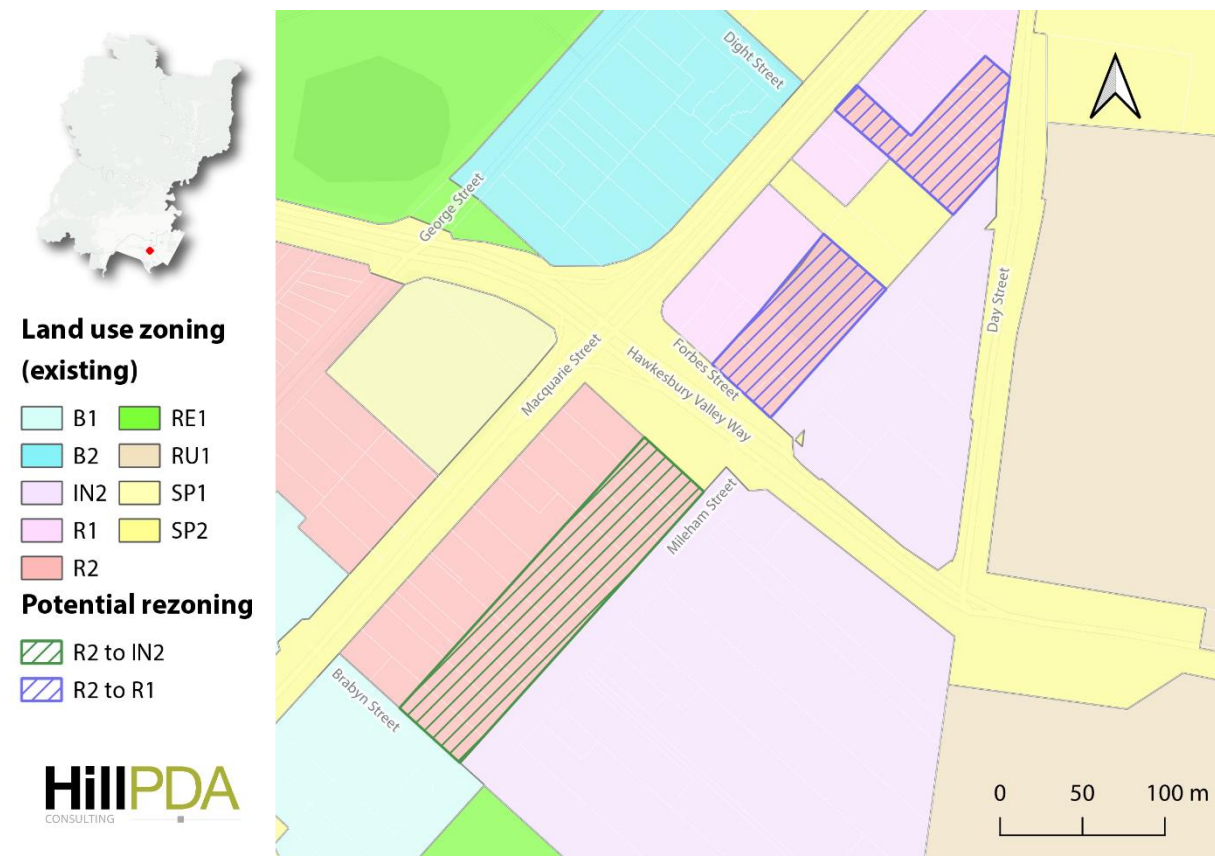 Land use zoning
(existing)
B1
RE1
B2
RU1
IN2
SP1
R1
SP2
R2
Potential rezoning
R2 to IN2
R2 to R1
HillPDA
CONSULTING
Dight Street
George Street
Day Street
Forbes Street
Hawkesbury Valley Way
Macquarie Street
Mileham Street
Brabyn Street
0 50 100 m